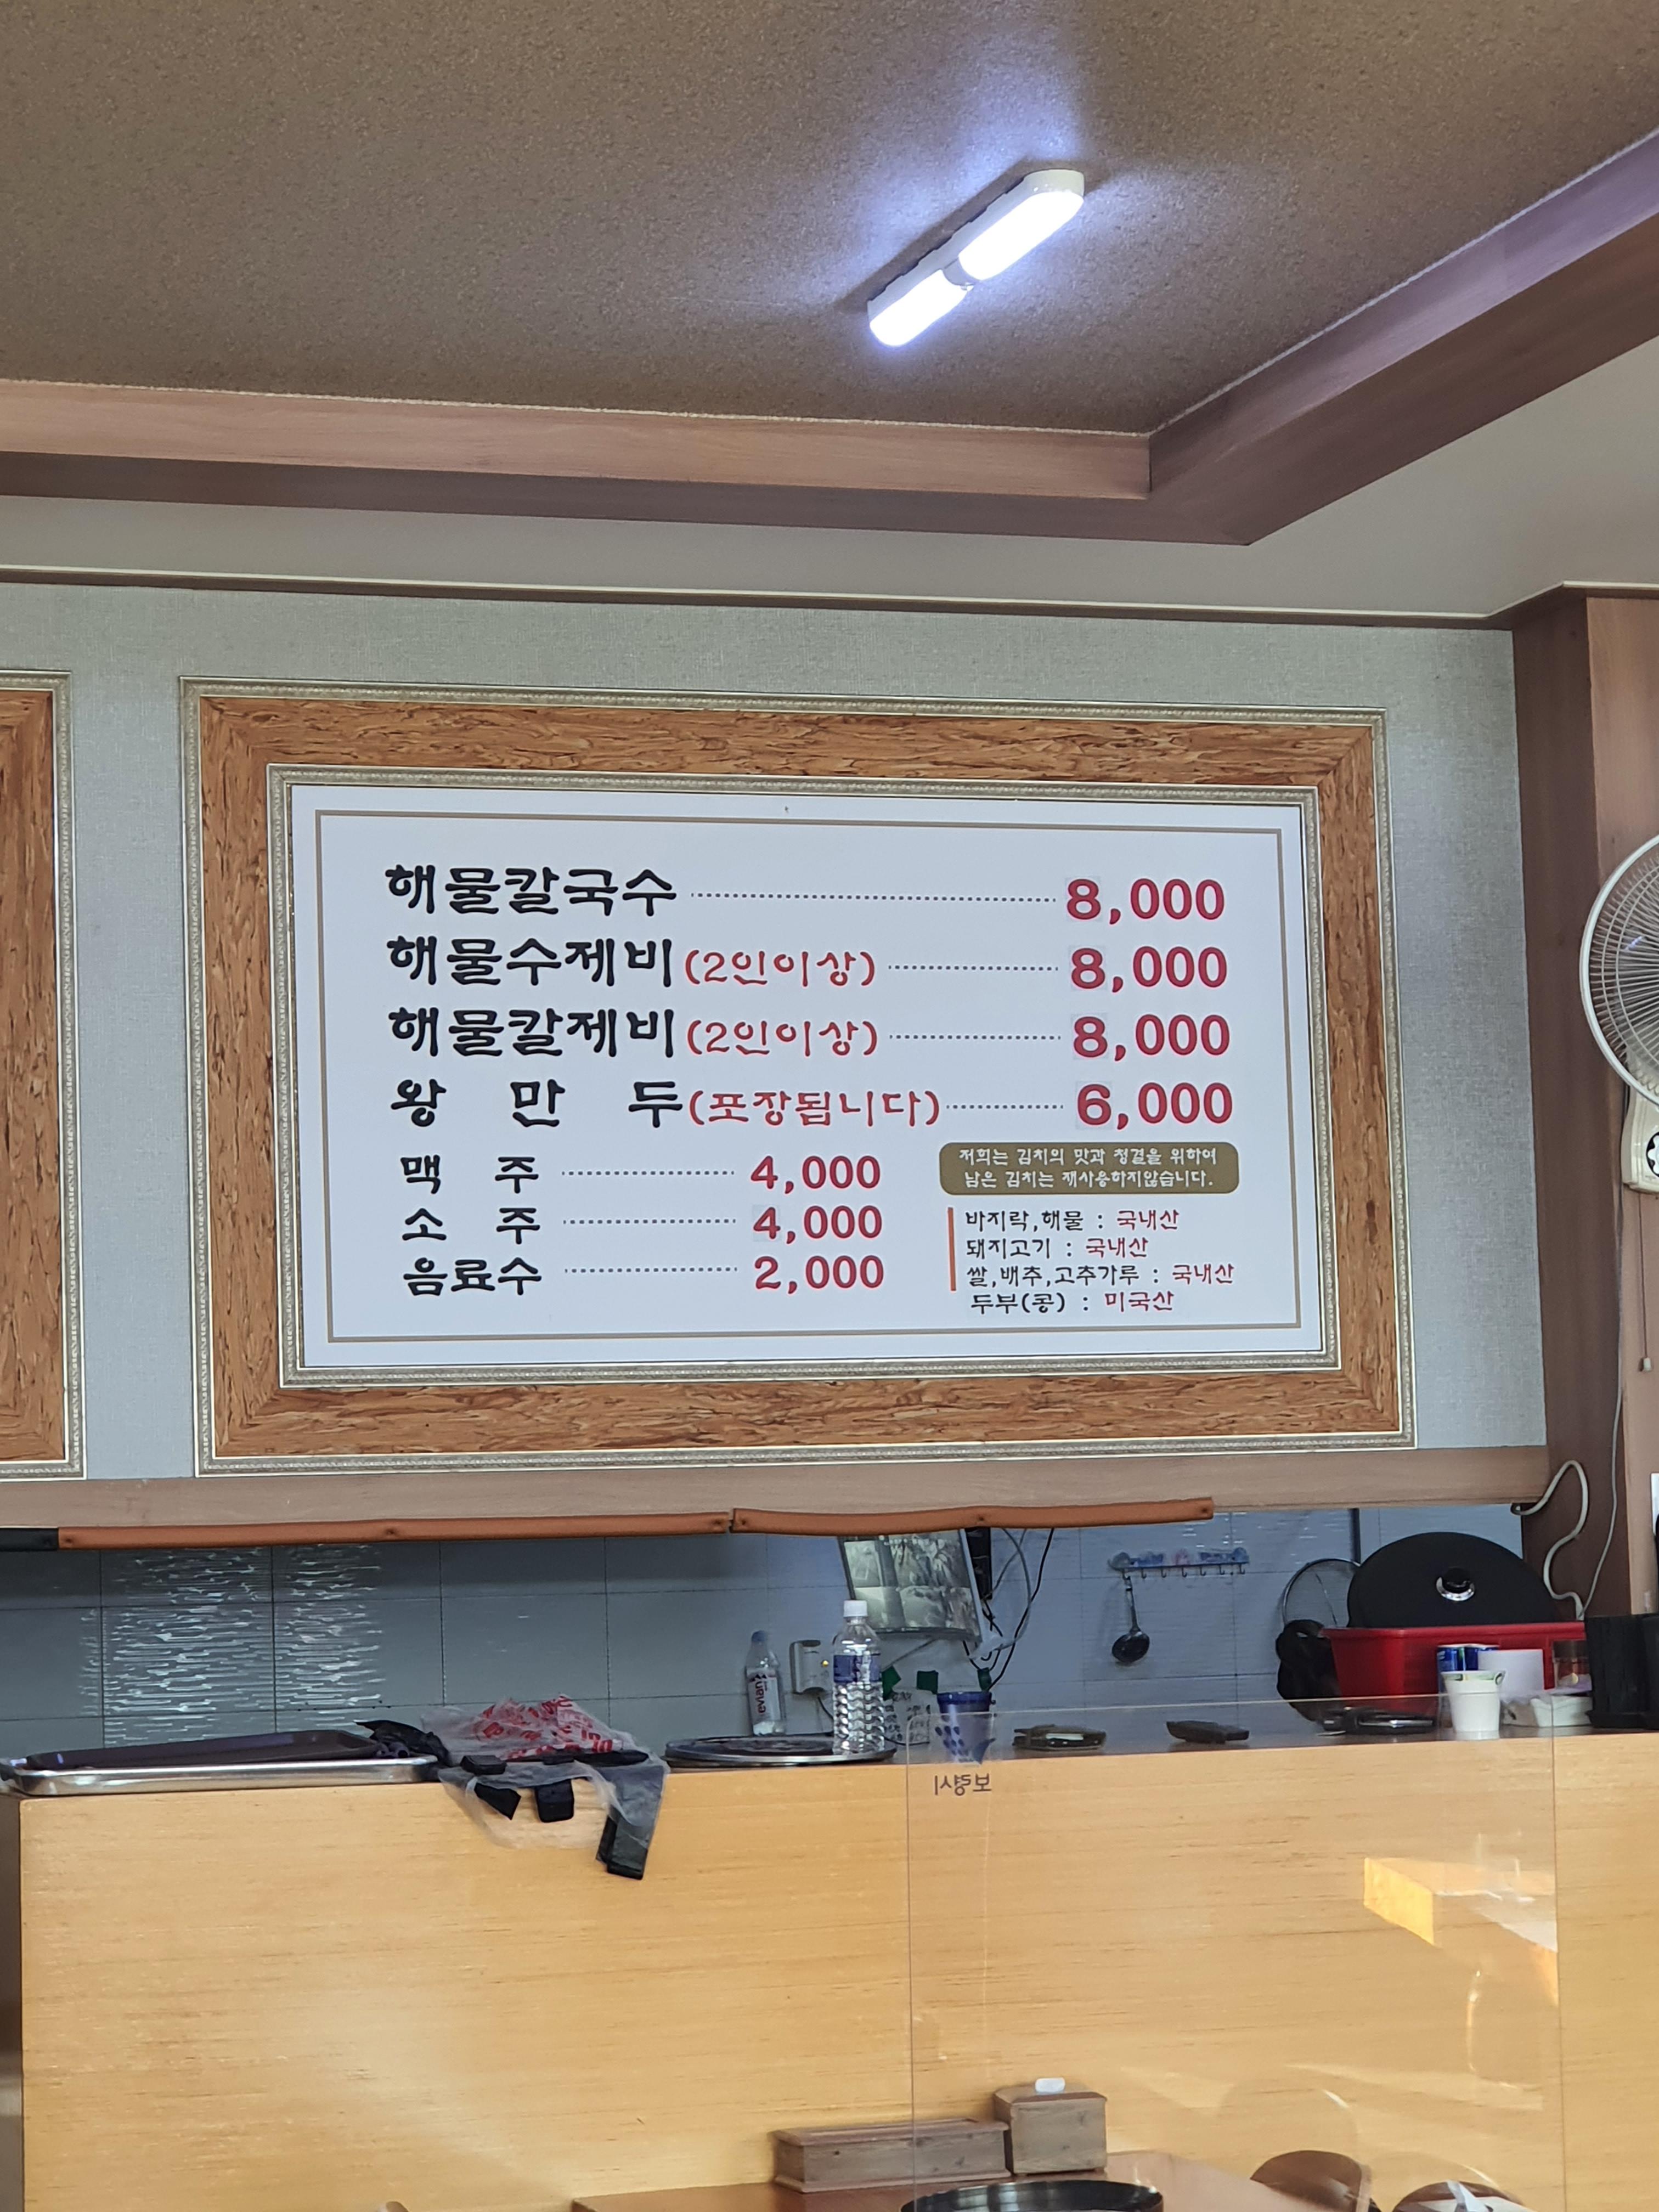 해물칼국수 8,000
해물수제비(2인이상) 8,000
해물칼제비(2인이상) 8,000
왕 만 두(포장됩니다) 6,000
맥 주 4,000
소 주 4,000
음료수 2,000
저희는 김치의 맛과 청결을 위하여
남은 김치는 재사용하지않습니다.
바지락,해물 : 국내산
돼지고기 : 국내산
쌀,배추,고추가루 : 국내산
두부(콩) : 미국산
evian
보령시